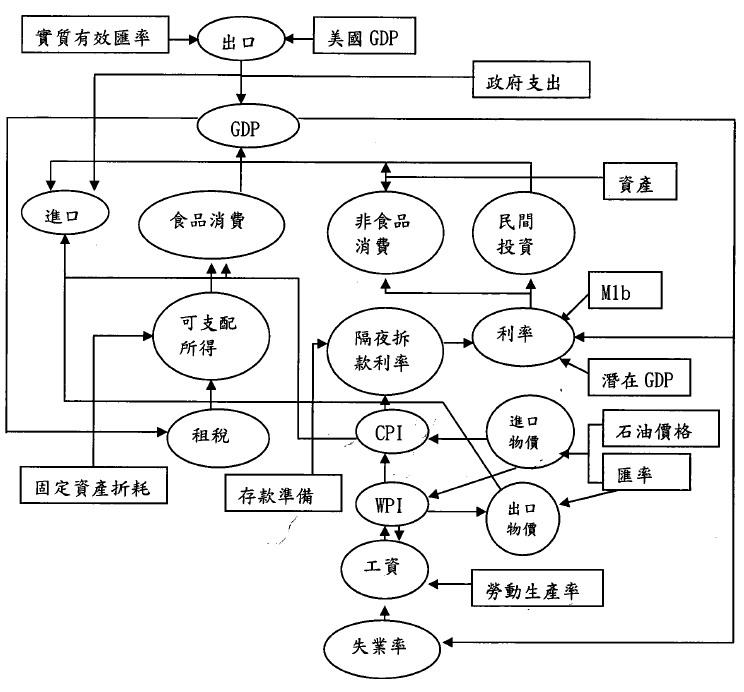 實質有效匯率
出口
美國 GDP
政府支出
GDP
資產
進口
食品消費
非食品
消費
民間
投資
M1b
可支配
所得
隔夜拆
款利率
利率
潛在 GDP
租稅
CPI
進口
物價
石油價格
固定資產折耗
存款準備
WPI
出口
物價
匯率
工資
勞動生產率
失業率